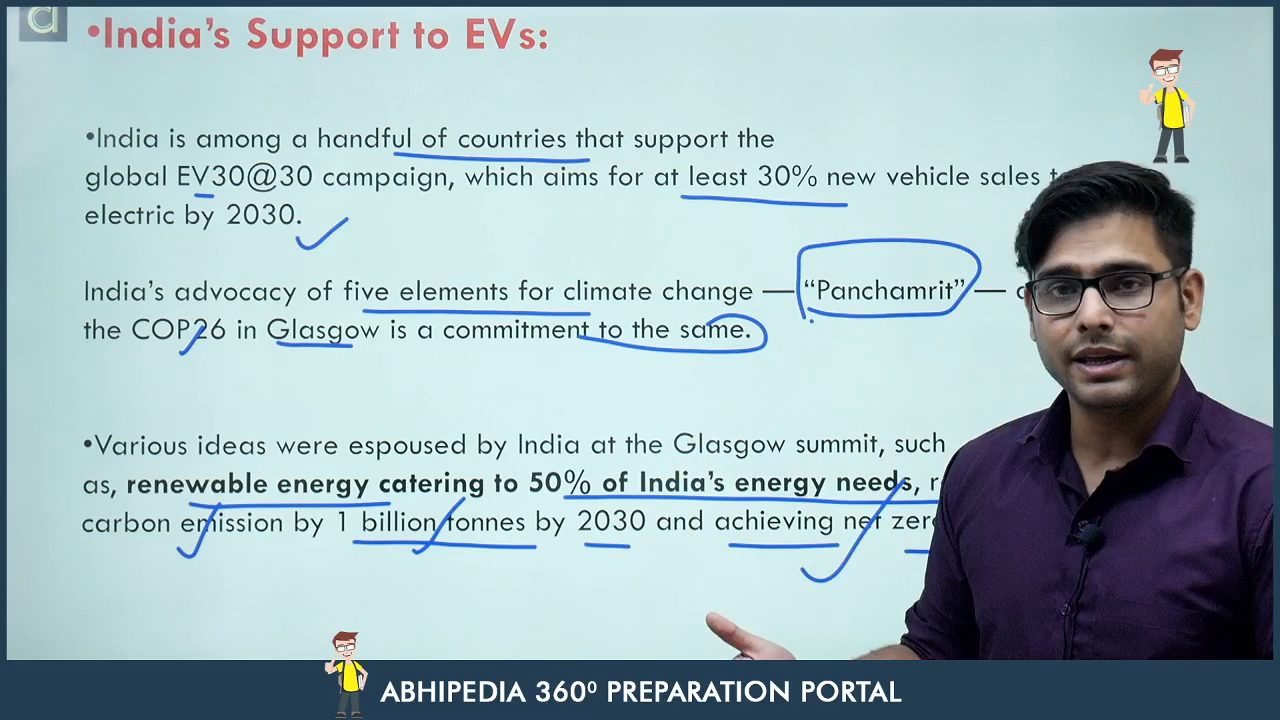 •India's Support to EVs:
•India is among a handful of countries that support the
global EV30@30 campaign, which aims for at least 30% new vehicle sales
electric by 2030.
India's advocacy of five elements for climate change — “Panchamrit” —
the COP26 in Glasgow is a commitment to the same.
•Various ideas were espoused by India at the Glasgow summit, such
as, renewable energy catering to 50% of India's energy needs,
carbon emission by 1 billion tonnes by 2030 and achieving net
ABHIPEDIA 360⁰ PREPARATION PORTAL